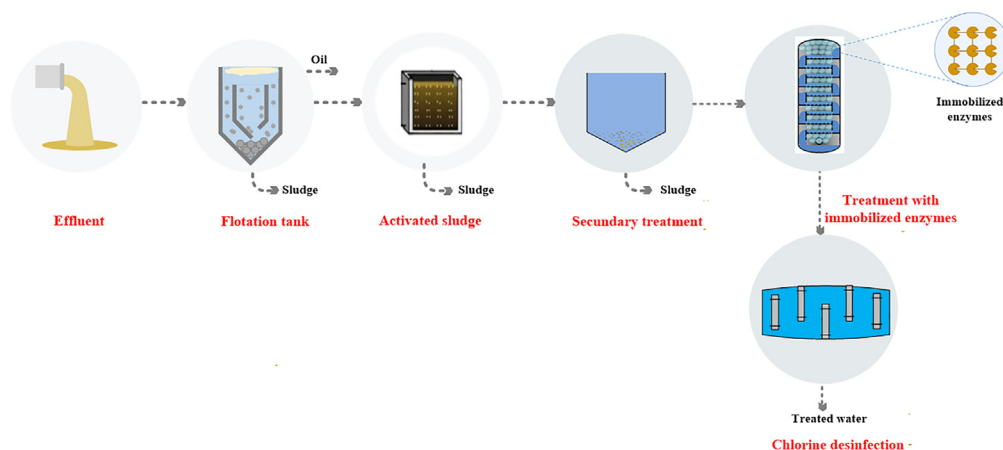 Oil
Immobilized
enzymes
Sludge
Sludge
Sludge
Effluent
Flotation tank
Activated sludge
Secundary treatment
Treatment with
immobilized enzymes
Treated water
Chlorine desinfection